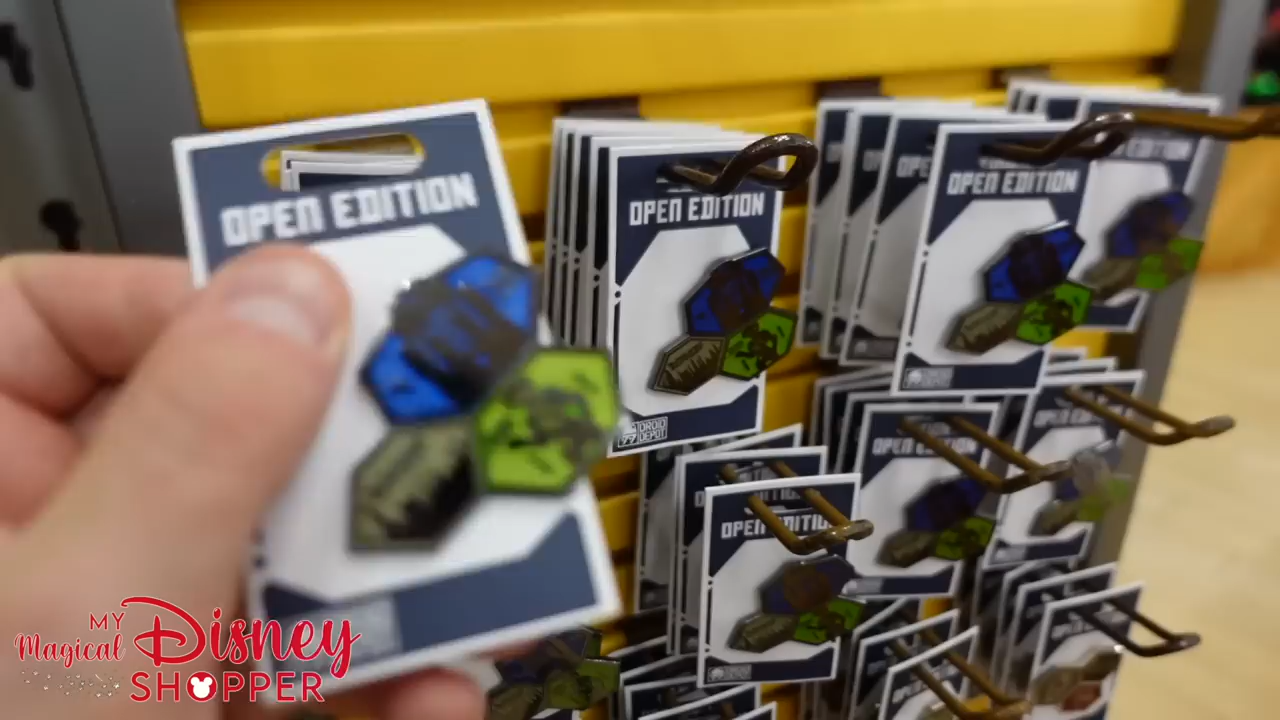 OPEN EDITION
OPEN EDITION
DROID
DEPOT
OPEN EDITION
OPEN EDITION
OPEN EDITION
MY
Magical Disney
SHOPPER